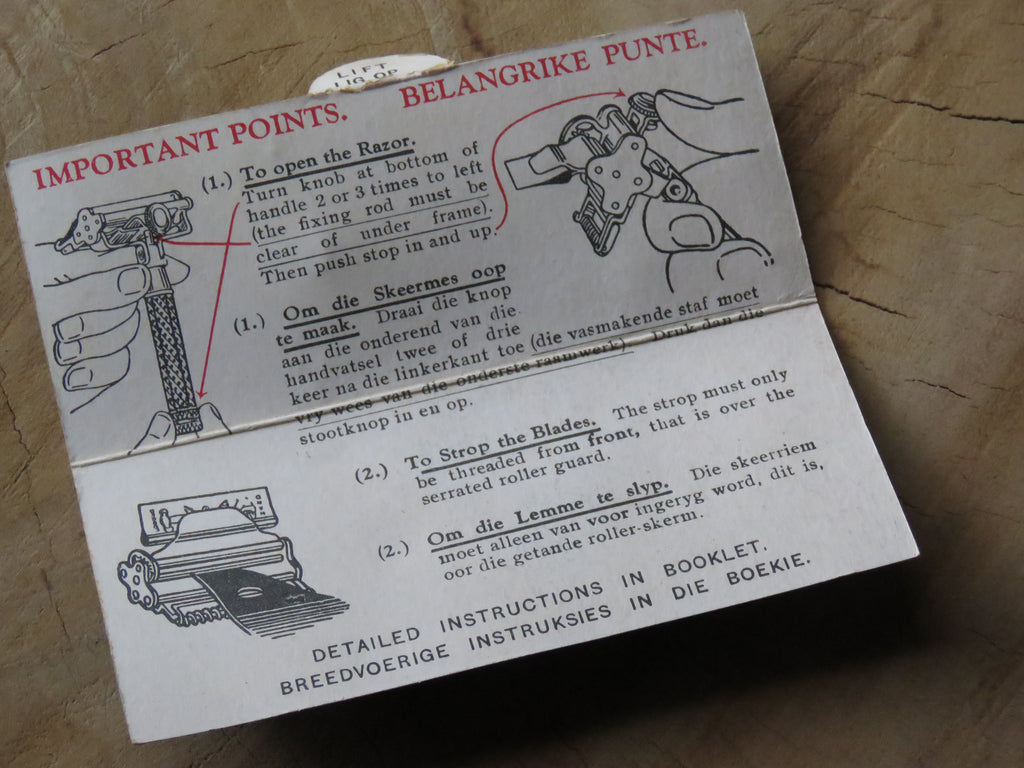 LIFT
LIG OP
IMPORTANT POINTS. BELANGRIKE PUNTE.
(1.) To open the Razor.
Turn knob at bottom of
handle 2 or 3 times to left
(the fixing rod must be
clear of under frame).
Then push stop in and up.
(1.) Om die Skeermes oop
te maak. Draai die knop
aan die onderend van die
handvatsel twee of drie
keer na die linkerkant toe (die vasmakende staf moet
vry wees van die onderste raamwerk). Druk dan die
stootknop in en op.
(2.) To Strop the Blades. The strop must only
be threaded from front, that is over the
serrated roller guard.
(2.) Om die Lemme te slyp. Die skeerriem
moet alleen van voor ingeryg word, dit is,
oor die getande roller-skerm.
DETAILED INSTRUCTIONS IN BOOKLET.
BREEDVOERIGE INSTRUKSIES IN DIE BOEKIE.